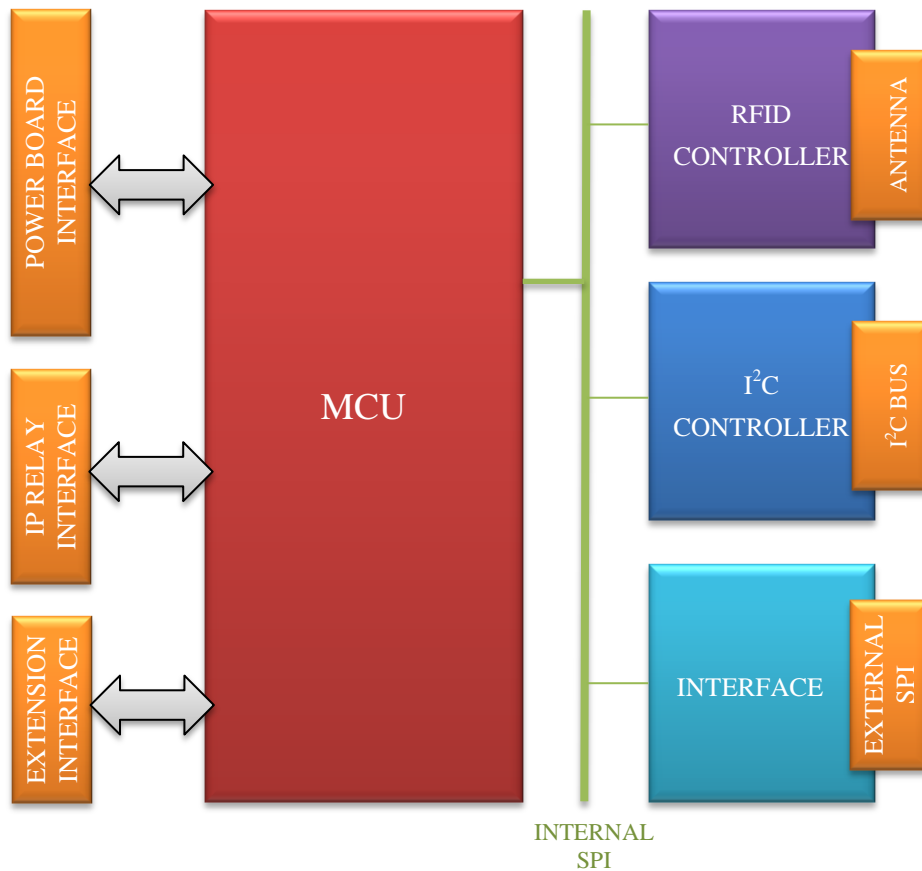 POWER BOARD
INTERFACE
IP RELAY
INTERFACE
EXTENSION
INTERFACE
MCU
INTERNAL
SPI
RFID
CONTROLLER
ANTENNA
I²C
CONTROLLER
I²C BUS
INTERFACE
EXTERNAL
SPI